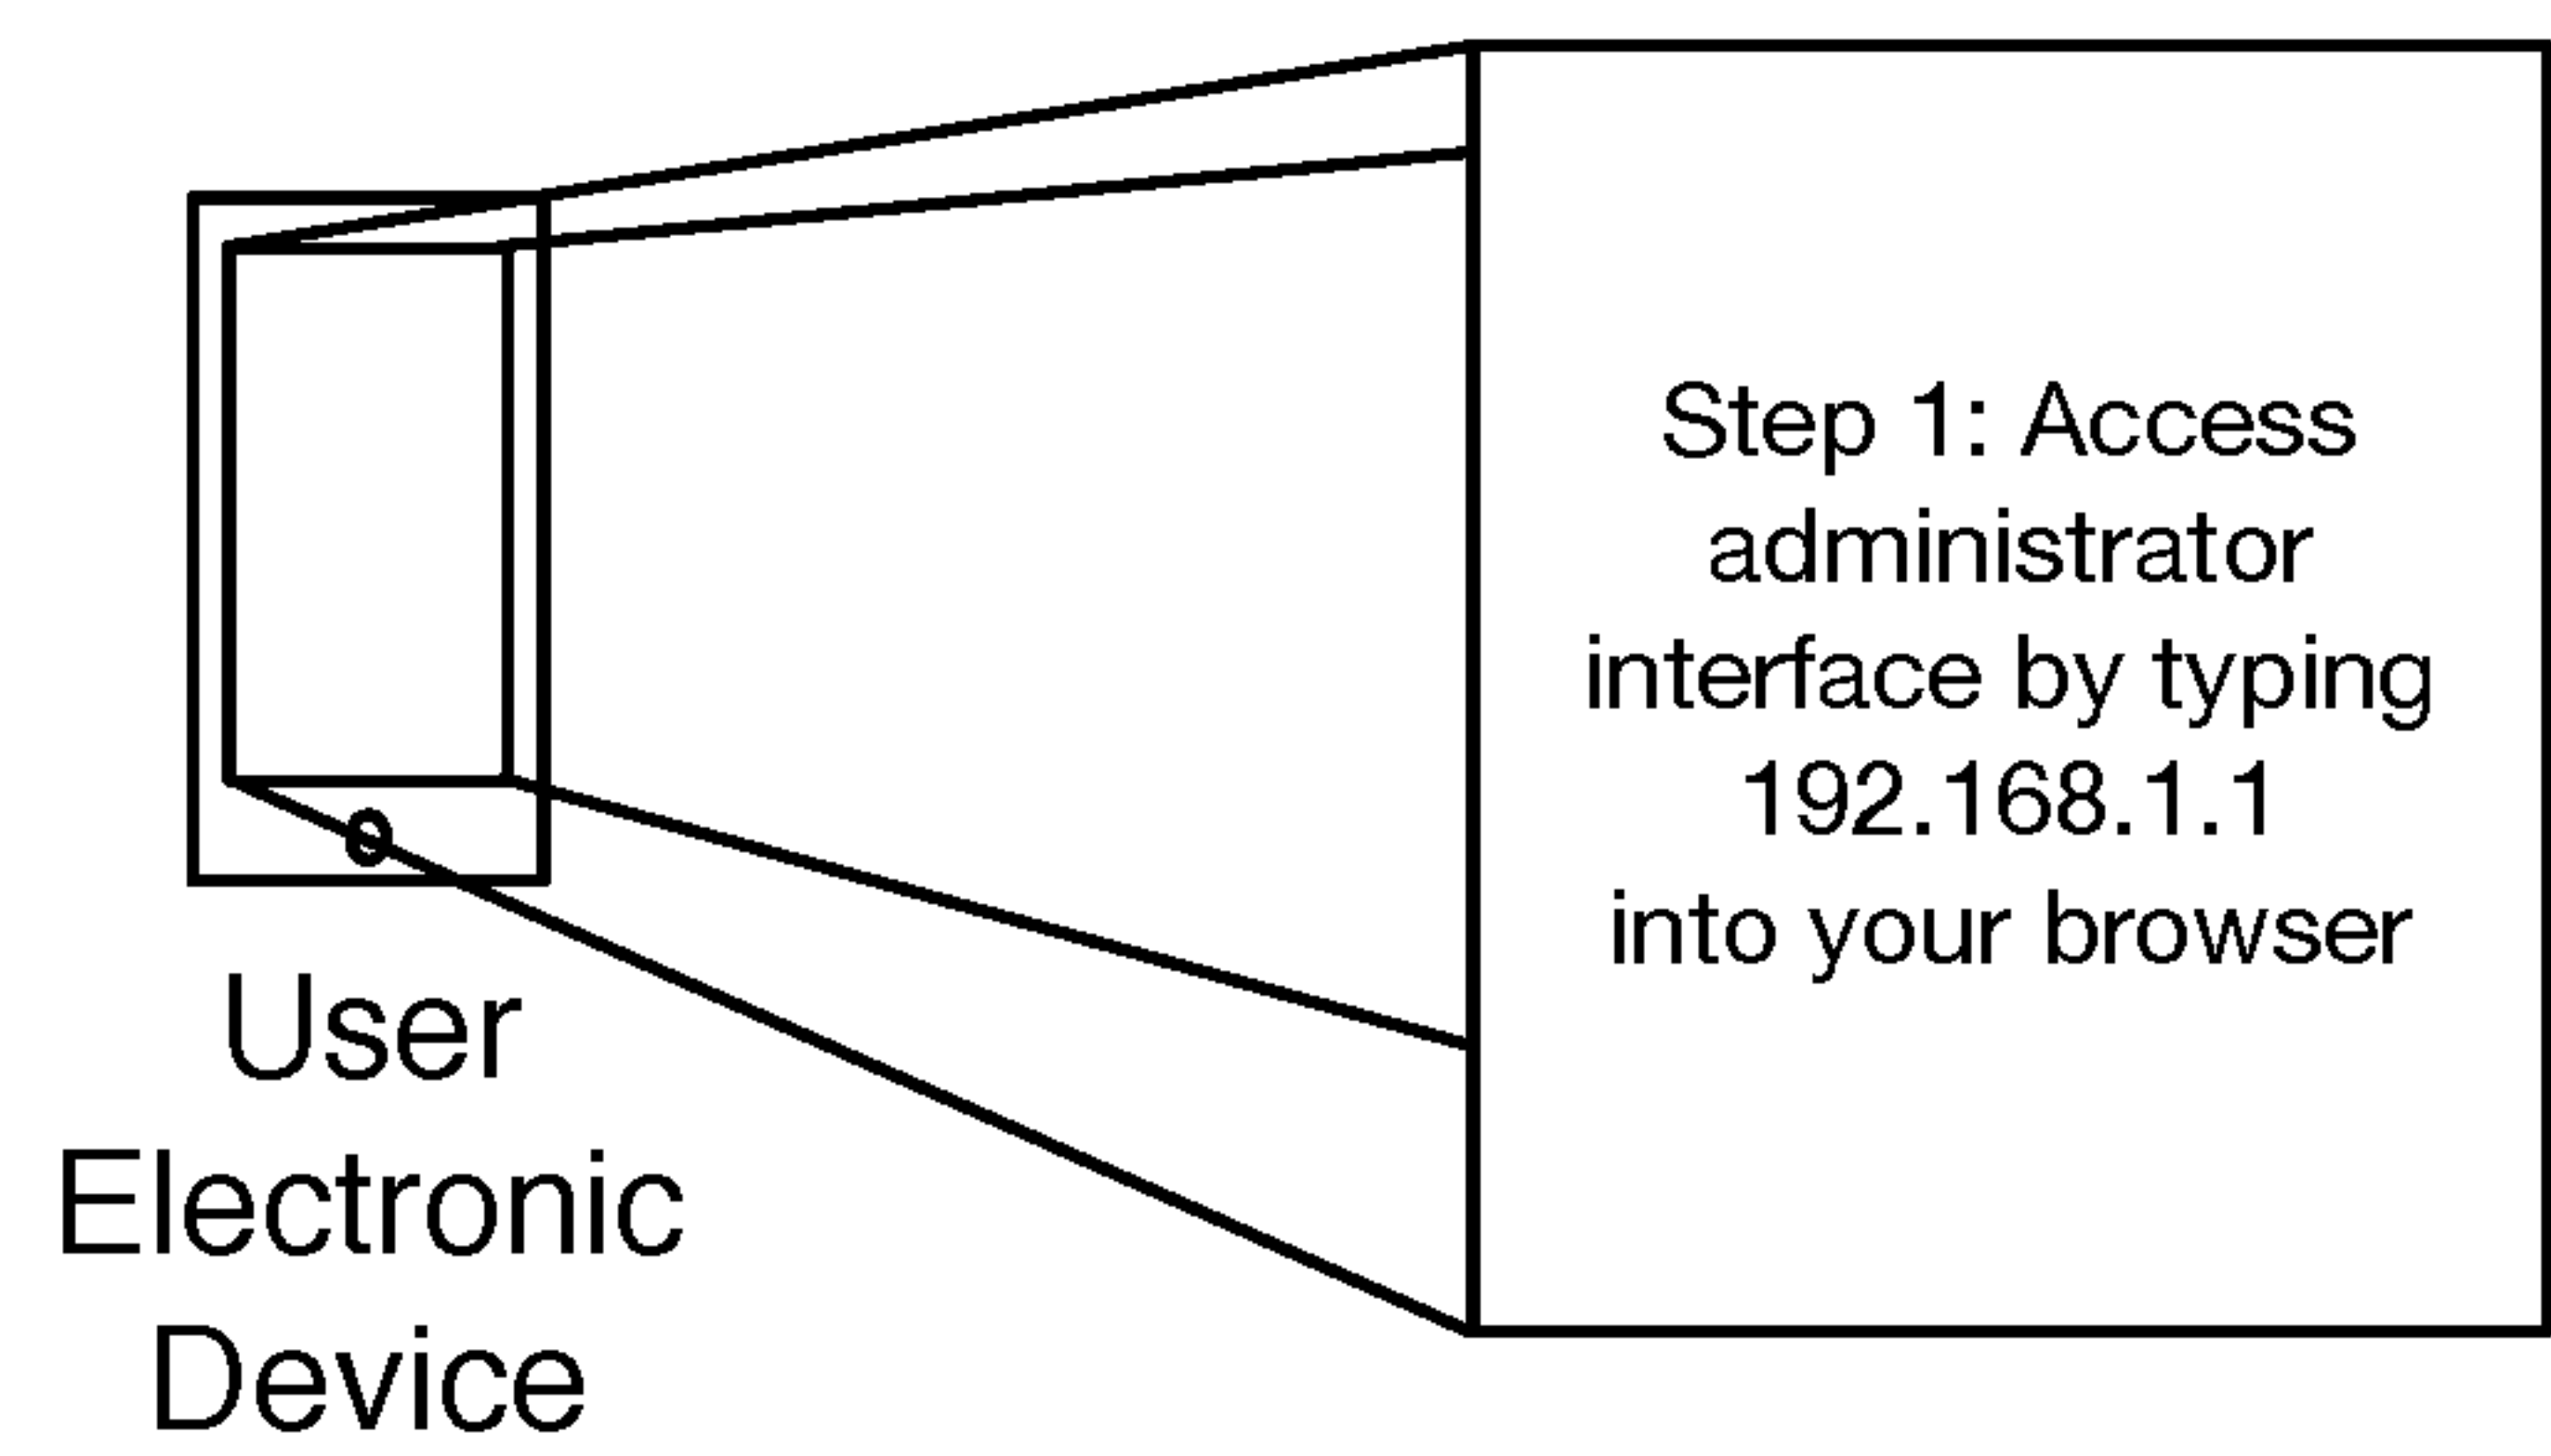 Step 1: Access
administrator
interface by typing
192.168.1.1
into your browser
User
Electronic
Device